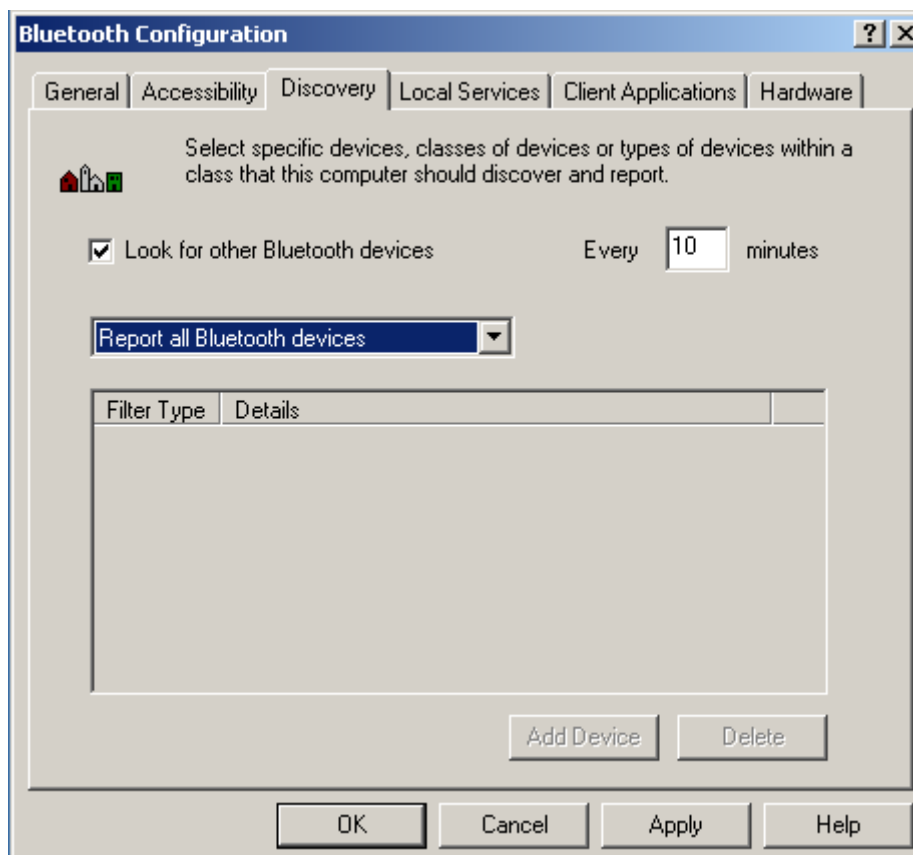 Bluetooth Configuration
General Accessibility Discovery Local Services Client Applications Hardware
Select specific devices, classes of devices or types of devices within a
class that this computer should discover and report.
Look for other Bluetooth devices Every 10 minutes
Report all Bluetooth devices
Filter Type Details
Add Device Delete
OK Cancel Apply Help